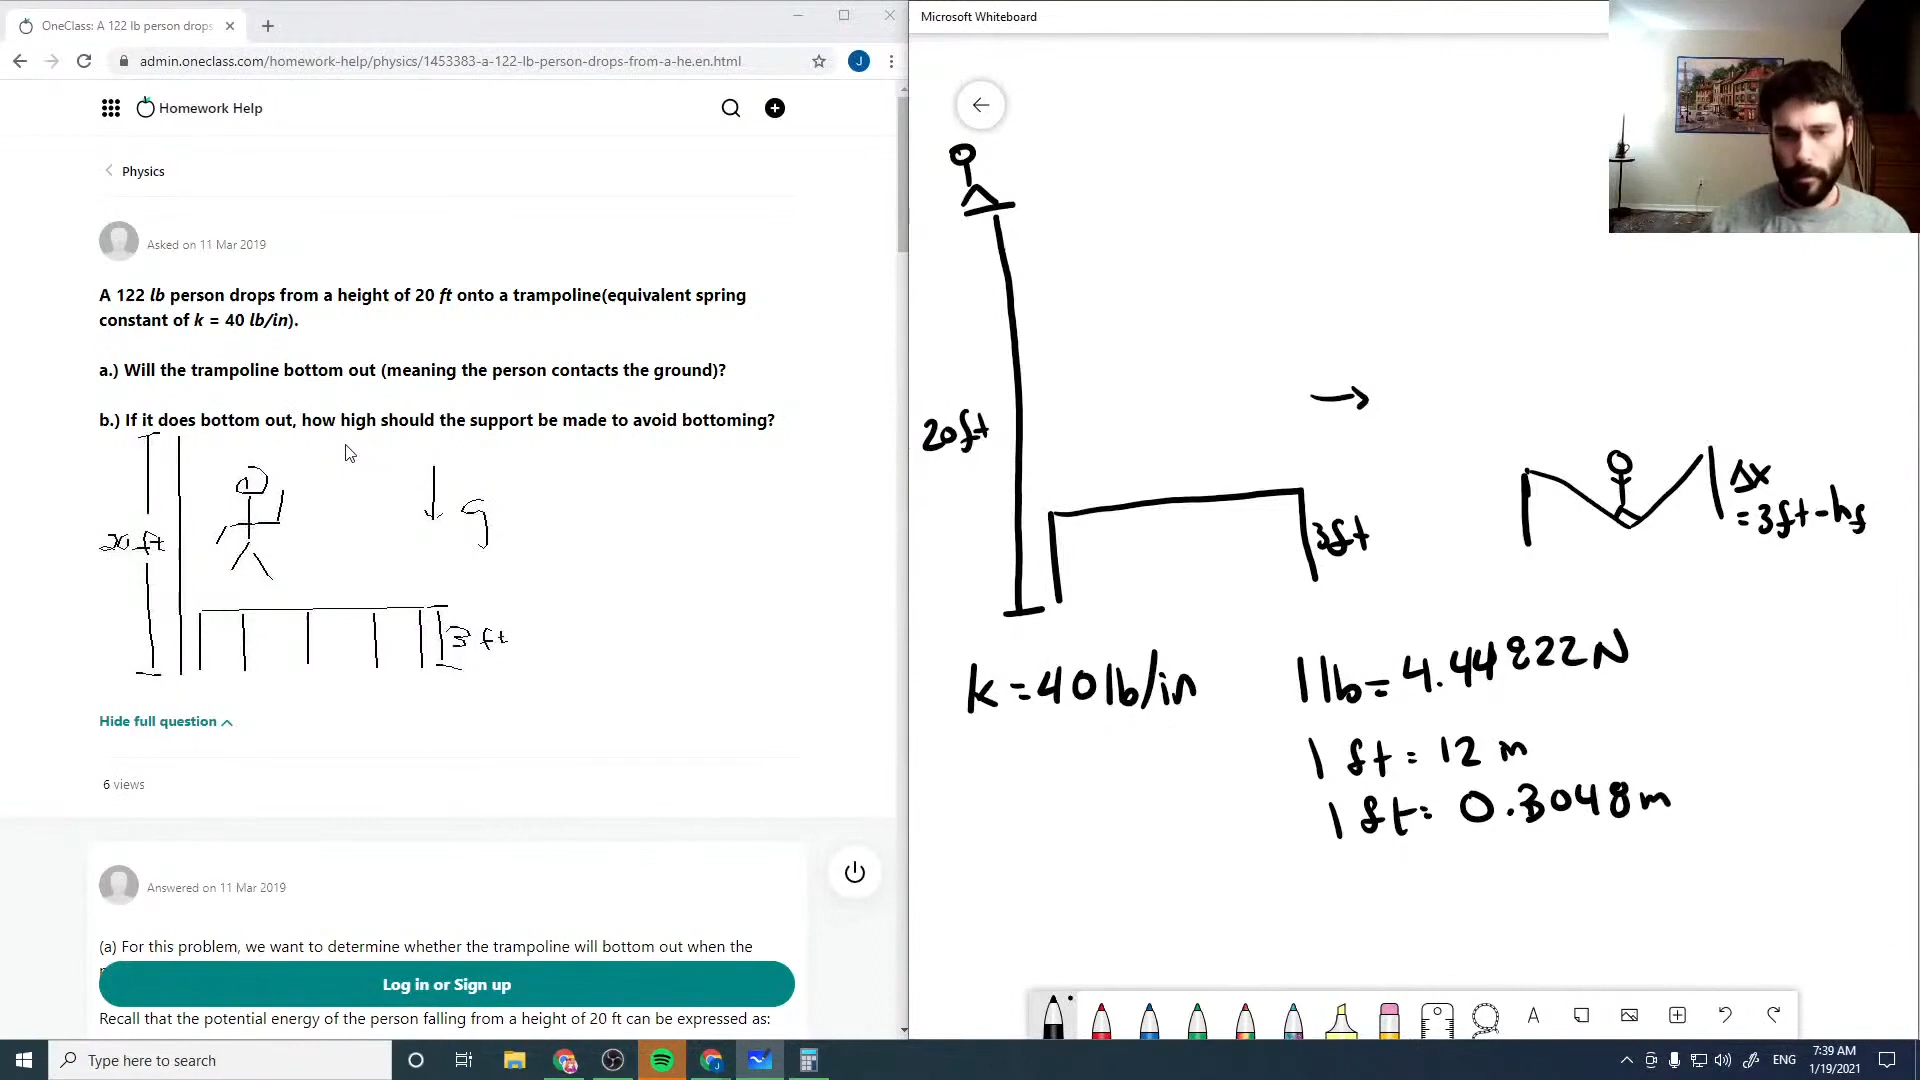 OneClass: A 122 lb person drops
admin.oneclass.com/homework-help/physics/1453383-a-122-lb-person-drops-from-a-he.en.html
J
Homework Help
Physics
Asked on 11 Mar 2019
A 122 lb person drops from a height of 20 ft onto a trampoline(equivalent spring
constant of k = 40 lb/in).
a.) Will the trampoline bottom out (meaning the person contacts the ground)?
b.) If it does bottom out, how high should the support be made to avoid bottoming?
20 ft
g
3 ft
Hide full question
6 views
Answered on 11 Mar 2019
(a) For this problem, we want to determine whether the trampoline will bottom out when the
Log in or Sign up
Recall that the potential energy of the person falling from a height of 20 ft can be expressed as:
Microsoft Whiteboard
20ft
3ft
Δx
= 3ft-hf
k = 40 lb/in
1 lb = 4.44822N
1 ft = 12 m
1 ft = 0.3048m
Type here to search
ENG
7:39 AM
1/19/2021